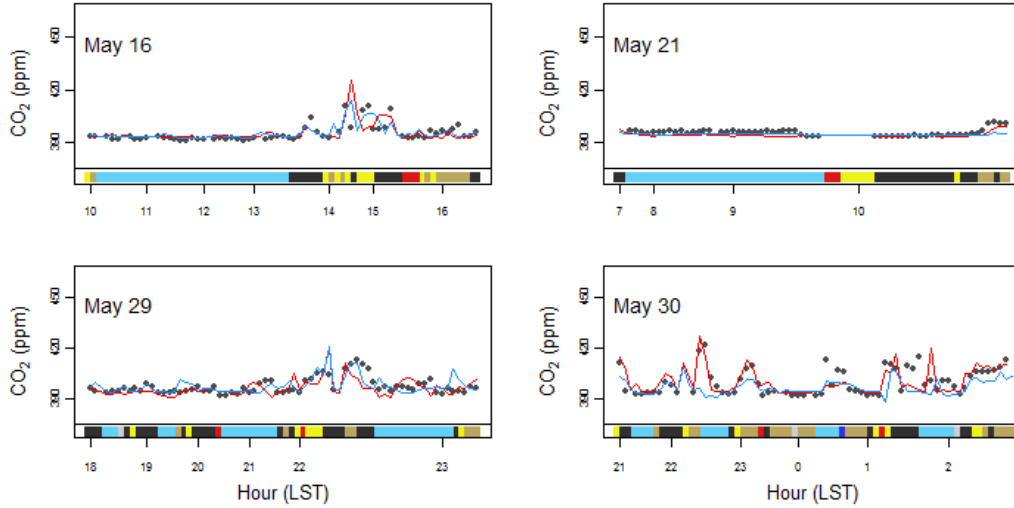 May 16
CO2 (ppm)
450
420
390
10 11 12 13 14 15 16
May 21
CO2 (ppm)
450
420
390
7 8 9 10
May 29
CO2 (ppm)
450
420
390
18 19 20 21 22 23
Hour (LST)
May 30
CO2 (ppm)
450
420
390
21 22 23 0 1 2
Hour (LST)